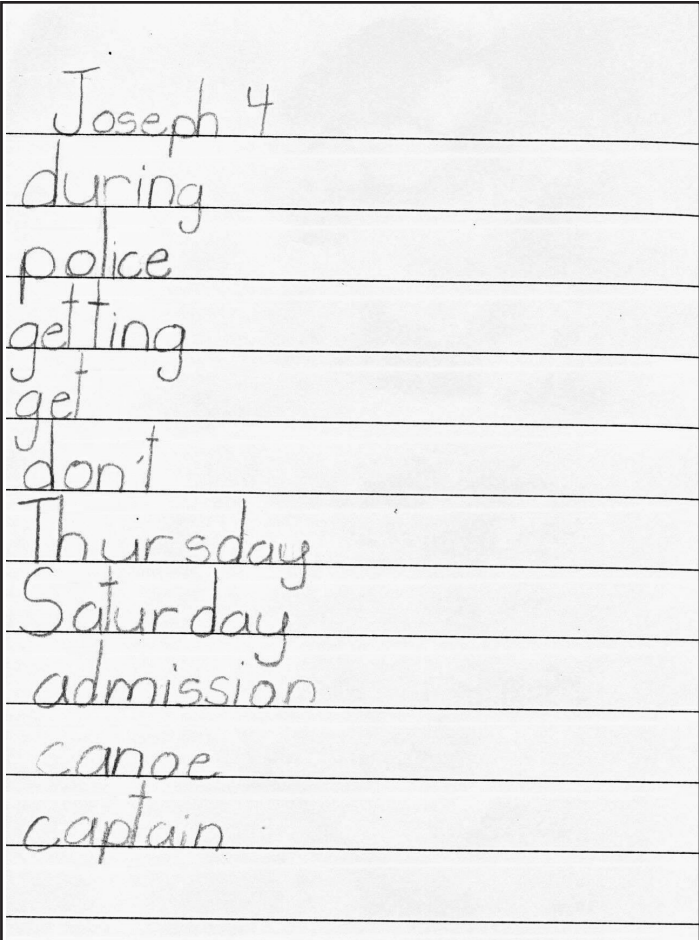 Joseph 4
during
police
getting
get
don't
Thursday
Saturday
admission
canoe
captain